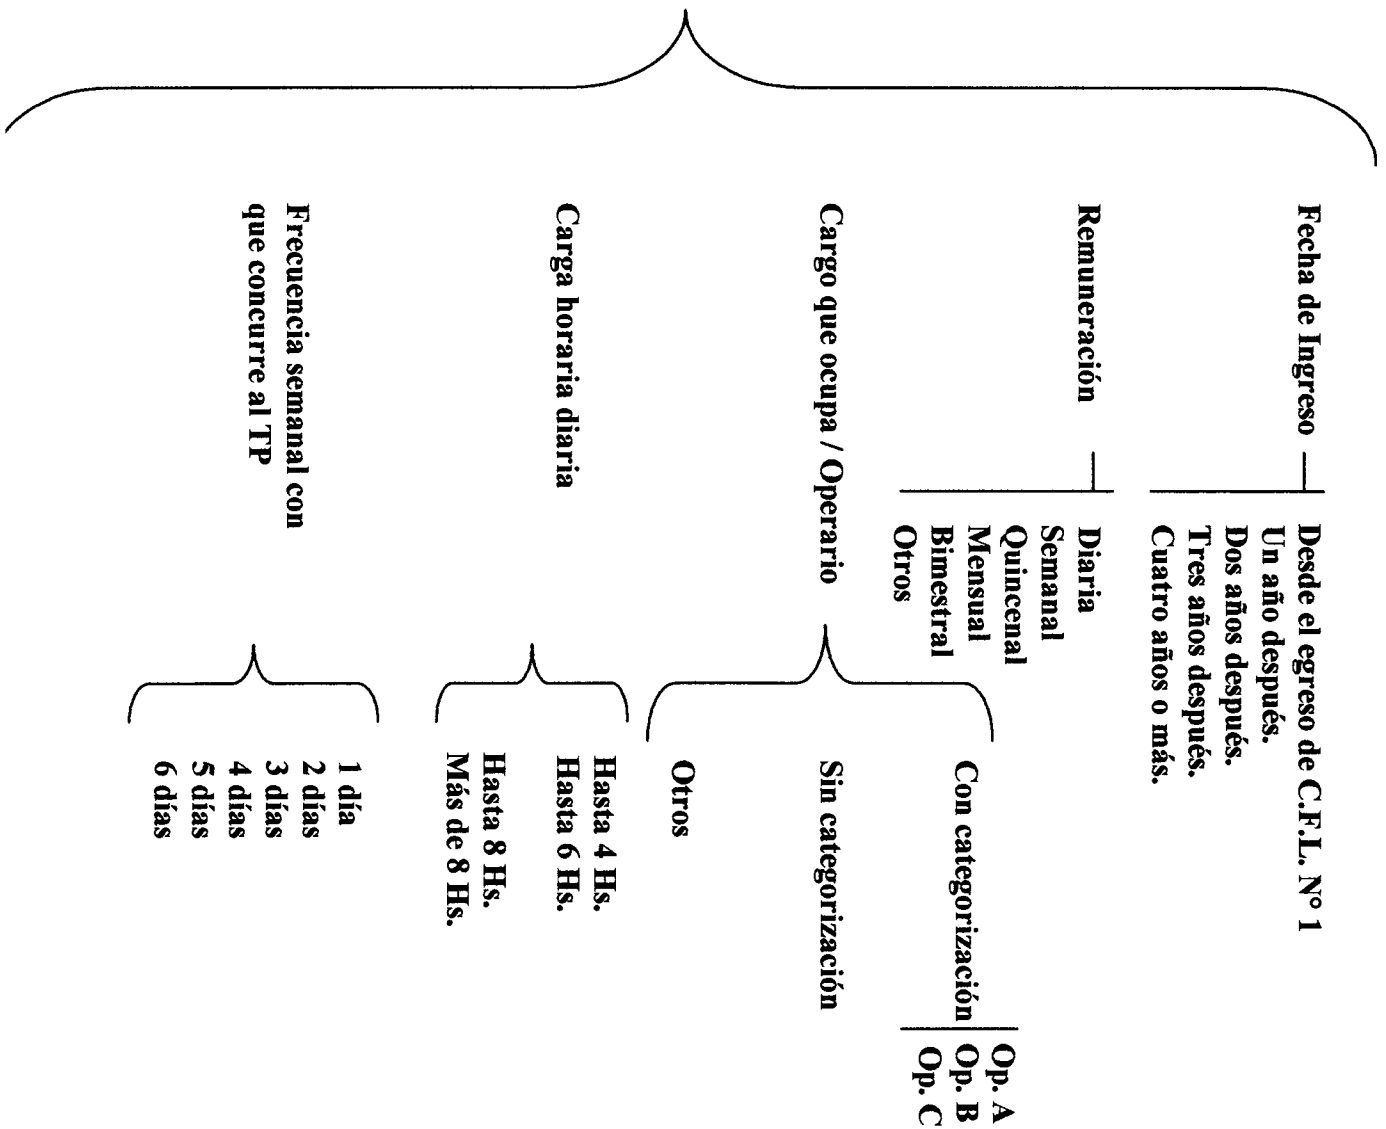 Fecha de Ingreso
Desde el egreso de C.F.L. Nº 1
Un año después.
Dos años después.
Tres años después.
Cuatro años o más.
Remuneración
Diaria
Semanal
Quincenal
Mensual
Bimestral
Otros
Cargo que ocupa / Operario
Con categorización
Op. A
Op. B
Op. C
Sin categorización
Otros
Carga horaria diaria
Hasta 4 Hs.
Hasta 6 Hs.
Hasta 8 Hs.
Más de 8 Hs.
Frecuencia semanal con
que concurre al TP
1 día
2 días
3 días
4 días
5 días
6 días